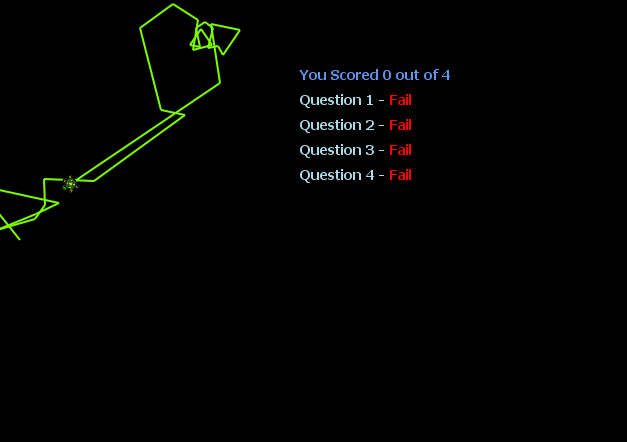 You Scored 0 out of 4
Question 1 - Fail
Question 2 - Fail
Question 3 - Fail
Question 4 - Fail